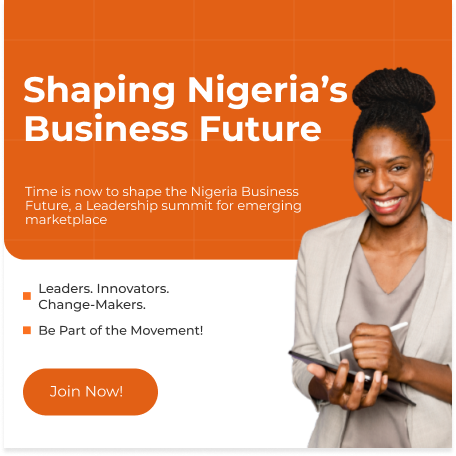 Shaping Nigeria’s
Business Future
Time is now to shape the Nigeria Business
Future, a Leadership summit for emerging
marketplace
Leaders. Innovators.
Change-Makers.
Be Part of the Movement!
Join Now!